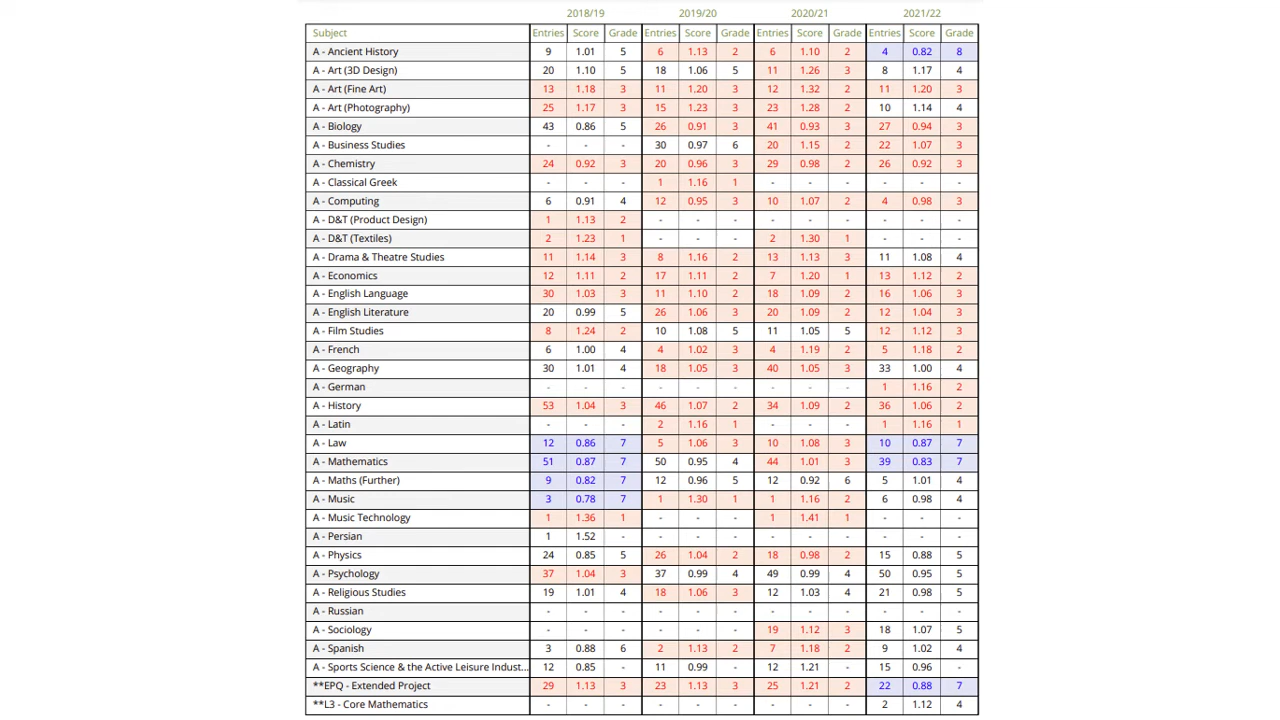 2018/19 2019/20 2020/21 2021/22
Subject Entries Score Grade Entries Score Grade Entries Score Grade Entries Score Grade
A - Ancient History 9 1.01 5 6 1.13 2 6 1.10 2 4 0.82 8
A - Art (3D Design) 20 1.10 5 18 1.06 5 11 1.26 3 8 1.17 4
A - Art (Fine Art) 13 1.18 3 11 1.20 3 12 1.32 2 11 1.20 3
A - Art (Photography) 25 1.17 3 15 1.23 3 23 1.28 2 10 1.14 4
A - Biology 43 0.86 5 26 0.91 3 41 0.93 3 27 0.94 3
A - Business Studies - - - 30 0.97 6 20 1.15 2 22 1.07 3
A - Chemistry 24 0.92 3 20 0.96 3 29 0.98 2 26 0.92 3
A - Classical Greek - - - 1 1.16 1 - - - - - -
A - Computing 6 0.91 4 12 0.95 3 10 1.07 2 4 0.98 3
A - D&T (Product Design) 1 1.13 2 - - - - - - - - -
A - D&T (Textiles) 2 1.23 1 - - - 2 1.30 1 - - -
A - Drama & Theatre Studies 11 1.14 3 8 1.16 2 13 1.13 3 11 1.08 4
A - Economics 12 1.11 2 17 1.11 2 7 1.20 1 13 1.12 2
A - English Language 30 1.03 3 11 1.10 2 18 1.09 2 16 1.06 3
A - English Literature 20 0.99 5 26 1.06 3 20 1.09 2 12 1.04 3
A - Film Studies 8 1.24 2 10 1.08 5 11 1.05 5 12 1.12 3
A - French 6 1.00 4 4 1.02 3 4 1.19 2 5 1.18 2
A - Geography 30 1.01 4 18 1.05 3 40 1.05 3 33 1.00 4
A - German - - - - - - - - - 1 1.16 2
A - History 53 1.04 3 46 1.07 2 34 1.09 2 36 1.06 2
A - Latin - - - 2 1.16 1 - - - 1 1.16 1
A - Law 12 0.86 7 5 1.06 3 10 1.08 3 10 0.87 7
A - Mathematics 51 0.87 7 50 0.95 4 44 1.01 3 39 0.83 7
A - Maths (Further) 9 0.82 7 12 0.96 5 12 0.92 6 5 1.01 4
A - Music 3 0.78 7 1 1.30 1 1 1.16 2 6 0.98 4
A - Music Technology 1 1.36 1 - - - 1 1.41 1 - - -
A - Persian 1 1.52 - - - - - - - - -
A - Physics 24 0.85 5 26 1.04 2 18 0.98 2 15 0.88 5
A - Psychology 37 1.04 3 37 0.99 4 49 0.99 4 50 0.95 5
A - Religious Studies 19 1.01 4 18 1.06 3 12 1.03 4 21 0.98 5
A - Russian - - - - - - - - - - - -
A - Sociology - - - - - - 19 1.12 3 18 1.07 5
A - Spanish 3 0.88 6 2 1.13 2 7 1.18 2 9 1.02 4
A - Sports Science & the Active Leisure Indust... 12 0.85 - 11 0.99 - 12 1.21 - 15 0.96 -
**EPQ - Extended Project 29 1.13 3 23 1.13 3 25 1.21 2 22 0.88 7
**L3 - Core Mathematics - - - - - - - - - 2 1.12 4